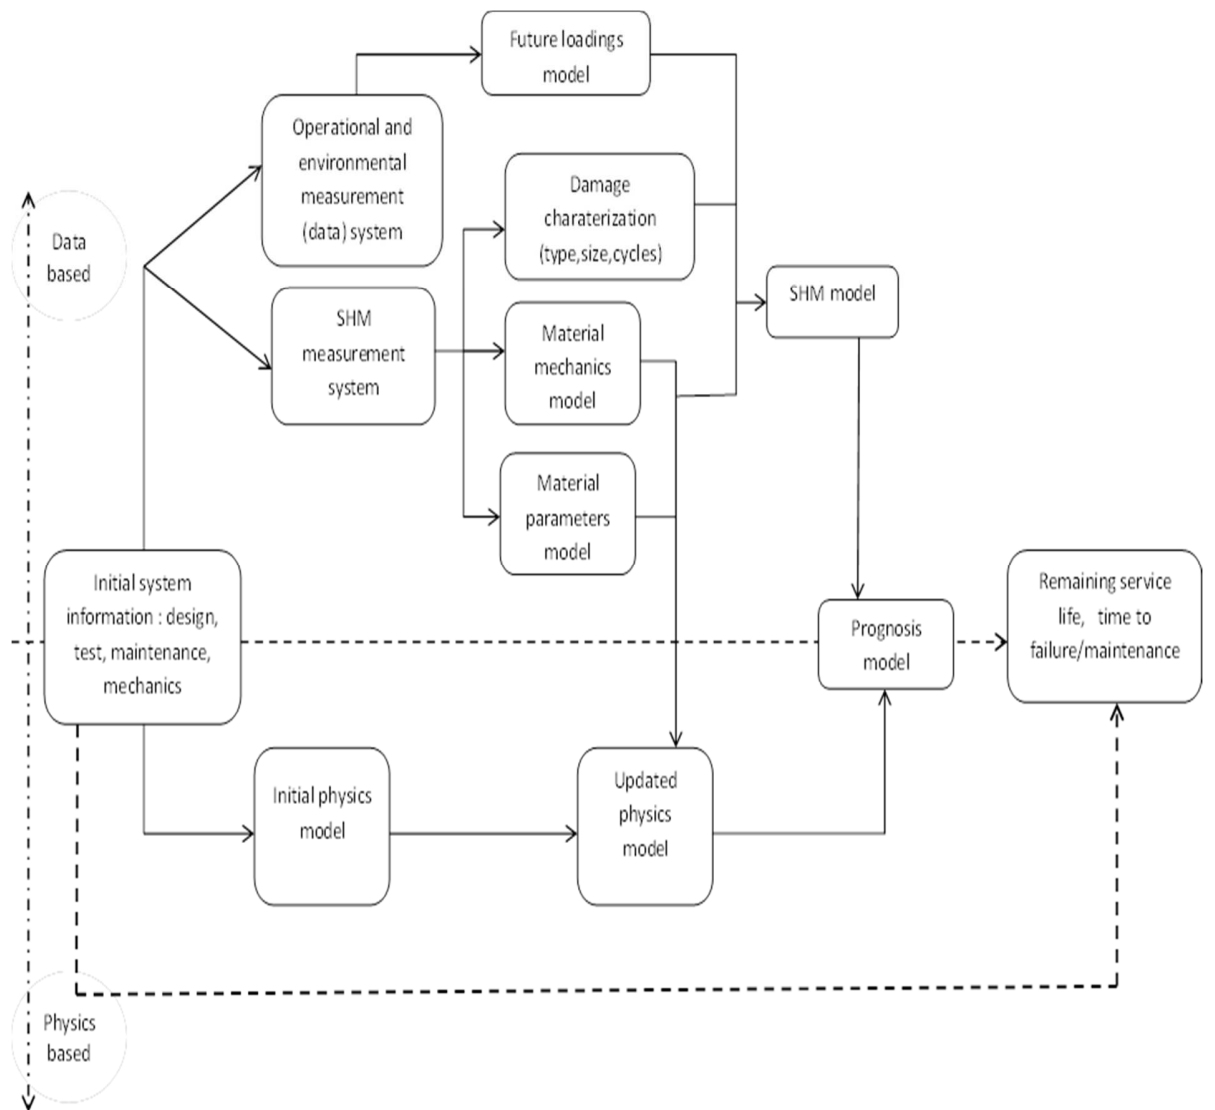 Future loadings
model
Operational and
environmental
measurement
(data) system
Damage
charaterization
(type,size,cycles)
Data
based
SHM model
SHM
measurement
system
Material
mechanics
model
Material
parameters
model
Initial system
information : design,
test, maintenance,
mechanics
Prognosis
model
Remaining service
life, time to
failure/maintenance
Initial physics
model
Updated
physics
model
Physics
based